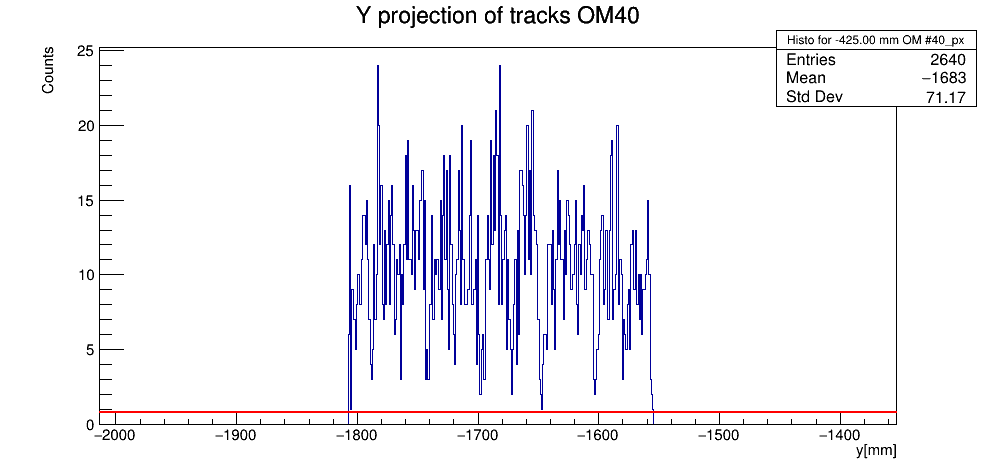 Y projection of tracks OM40
Histo for -425.00 mm OM #40_px
Entries 2640
Mean −1683
Std Dev 71.17
Counts
25
20
15
10
5
0
−2000 −1900 −1800 −1700 −1600 −1500 −1400
y[mm]